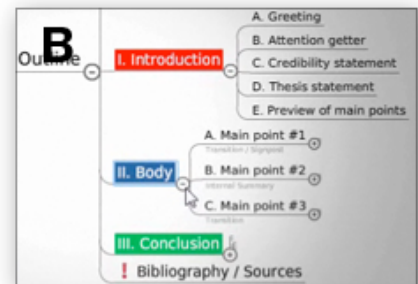 B
Outline
I. Introduction
A. Greeting
B. Attention getter
C. Credibility statement
D. Thesis statement
E. Preview of main points
II. Body
A. Main point #1
Transition / Signpost
B. Main point #2
Internal Summary
C. Main point #3
Transition
III. Conclusion
! Bibliography / Sources